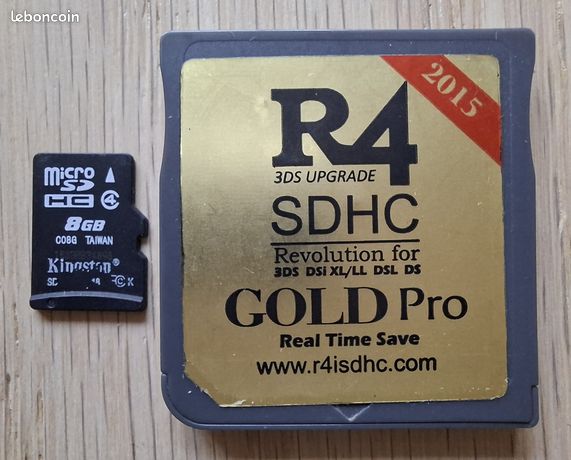 leboncoin
2015
R4
3DS UPGRADE
SDHC
Revolution for
3DS DSi XL/LL DSL DS
GOLD Pro
Real Time Save
www.r4isdhc.com
micro
SD
HC 4
8GB
C08G TAIWAN
Kingston